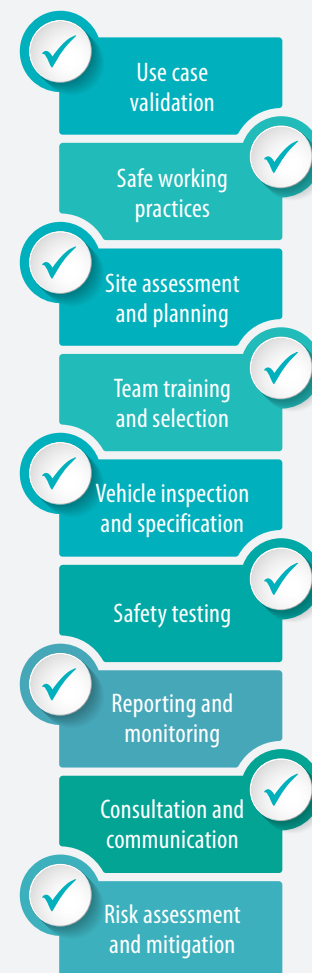 Use case
validation
Safe working
practices
Site assessment
and planning
Team training
and selection
Vehicle inspection
and specification
Safety testing
Reporting and
monitoring
Consultation and
communication
Risk assessment
and mitigation